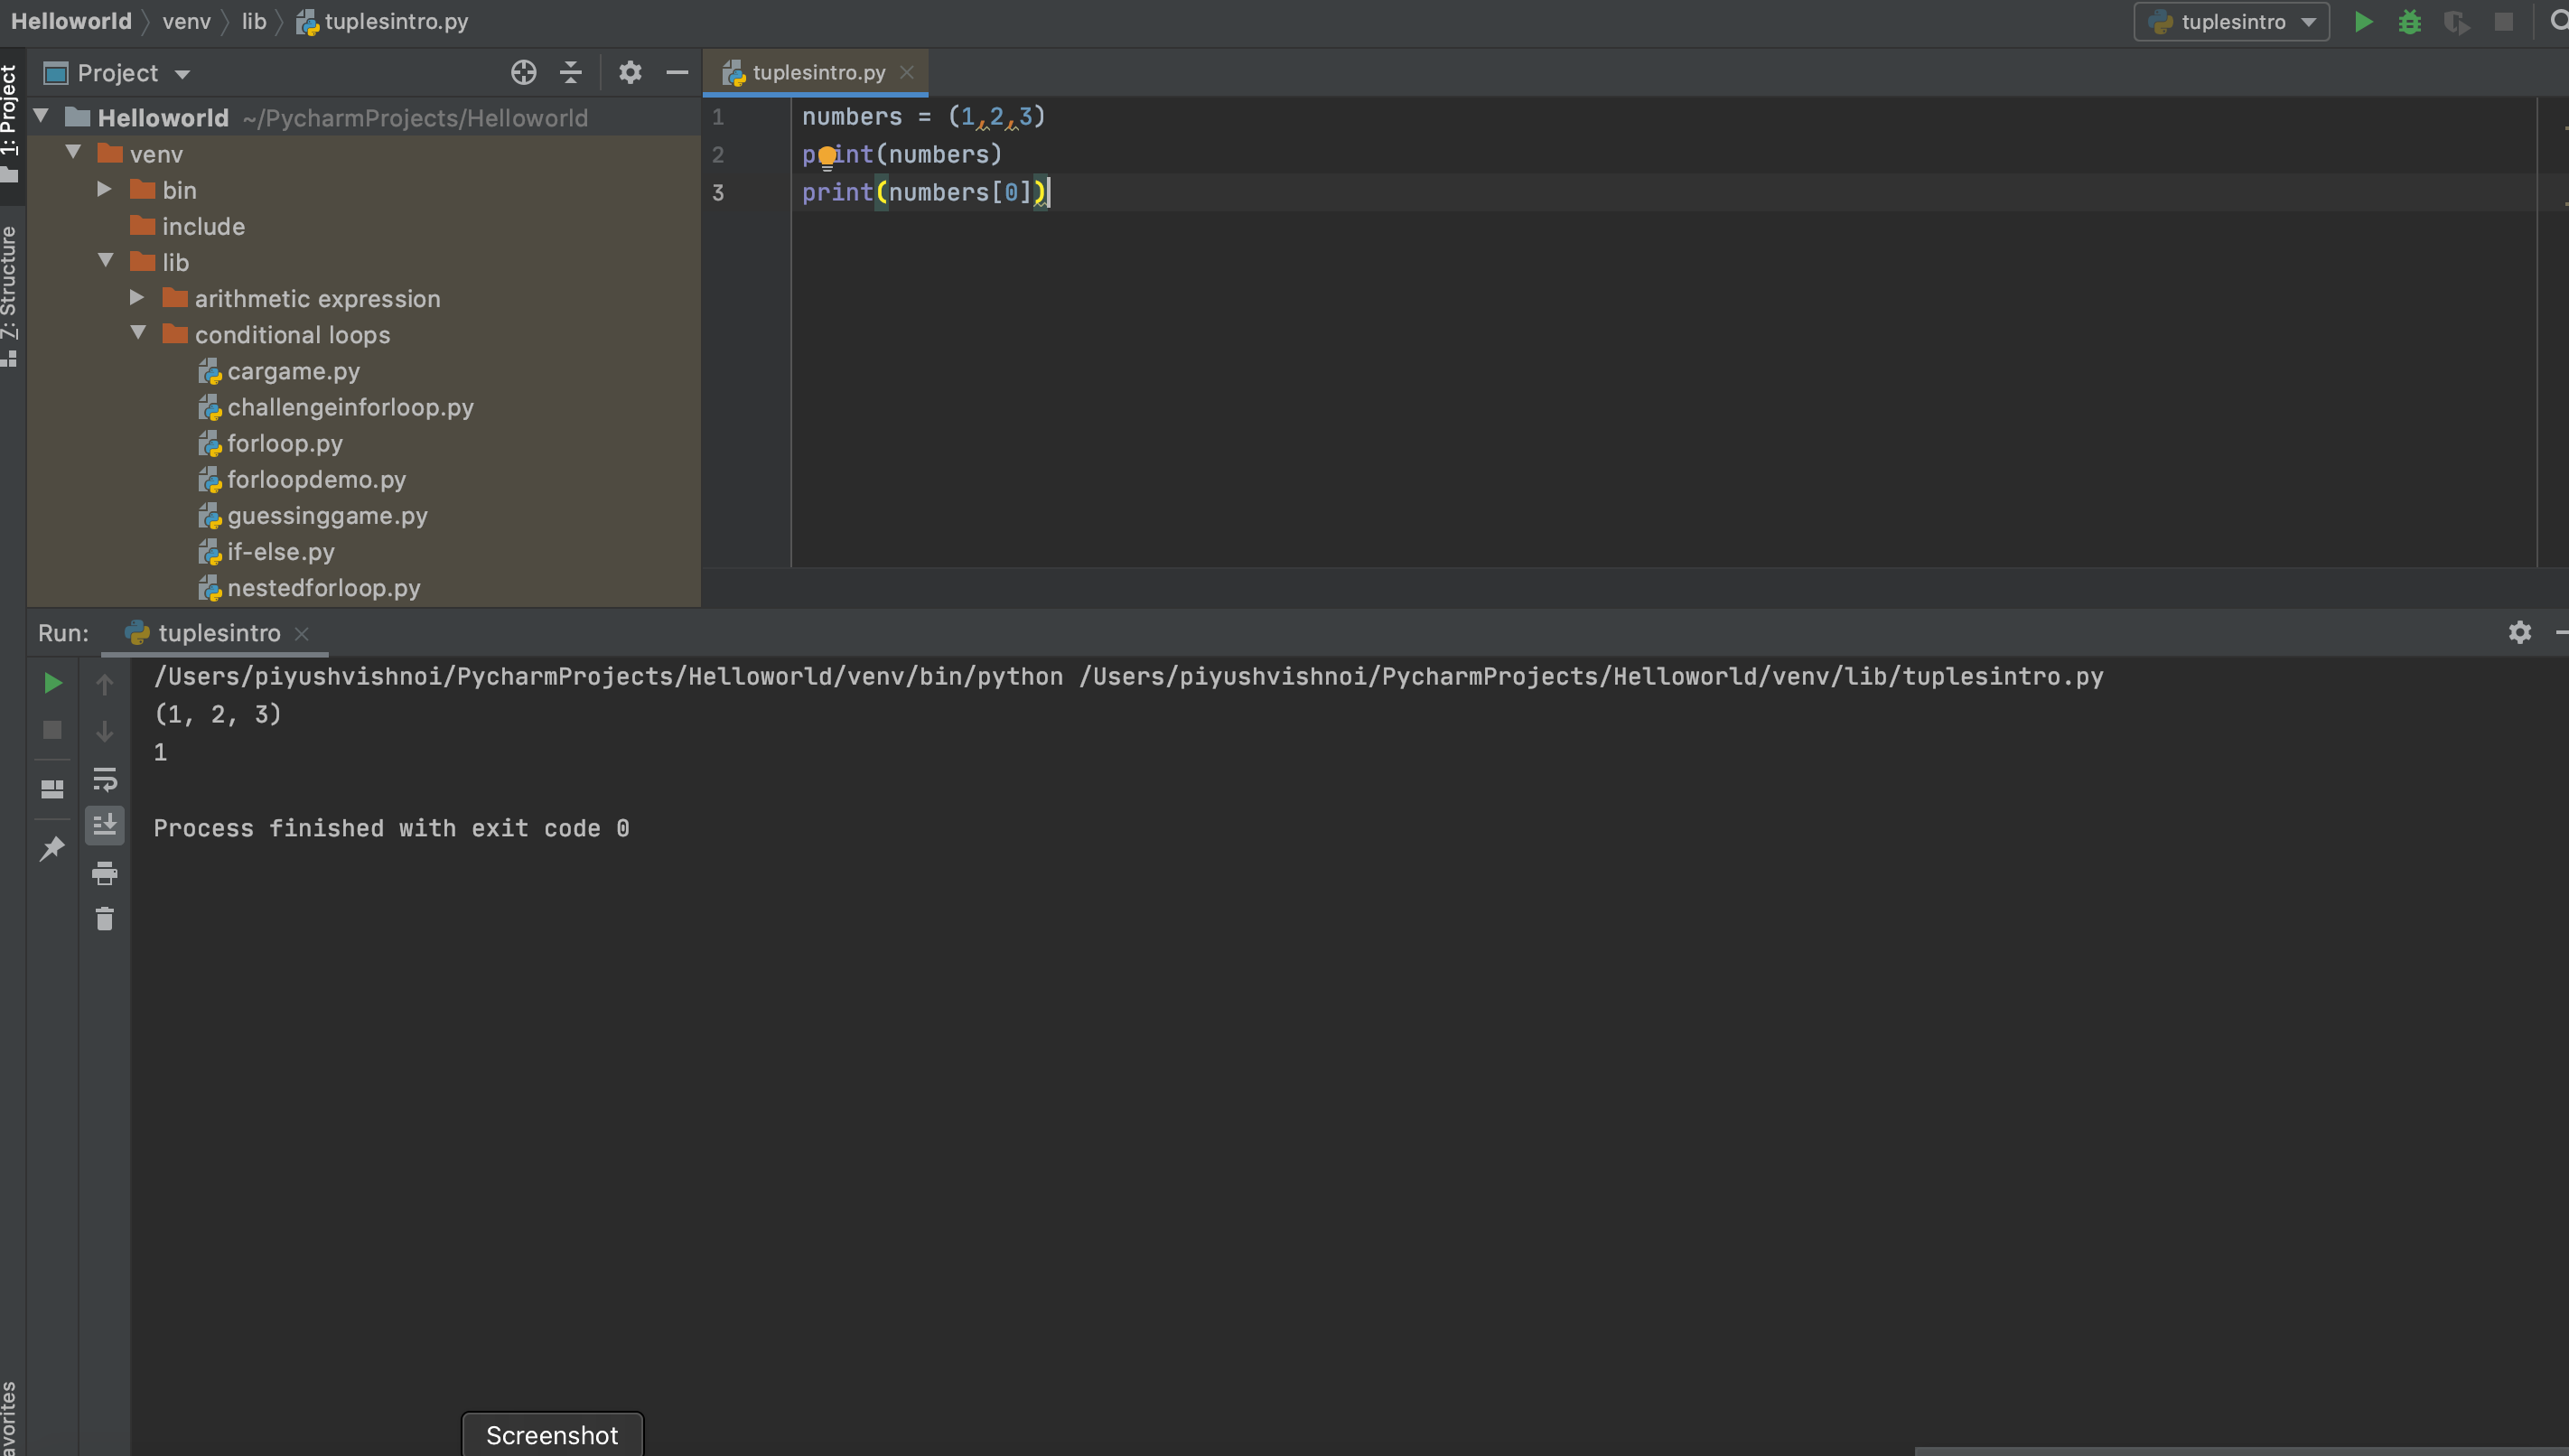 Helloworld venv lib tuplesintro.py
tuplesintro
1: Project
7: Structure
avorites
Project
Helloworld ~/PycharmProjects/Helloworld
venv
bin
include
lib
arithmetic expression
conditional loops
cargame.py
challengeinforloop.py
forloop.py
forloopdemo.py
guessinggame.py
if-else.py
nestedforloop.py
tuplesintro.py
1 numbers = (1,2,3)
2 print(numbers)
3 print(numbers[0])
Run: tuplesintro
/Users/piyushvishnoi/PycharmProjects/Helloworld/venv/bin/python /Users/piyushvishnoi/PycharmProjects/Helloworld/venv/lib/tuplesintro.py
(1, 2, 3)
1
Process finished with exit code 0
Screenshot